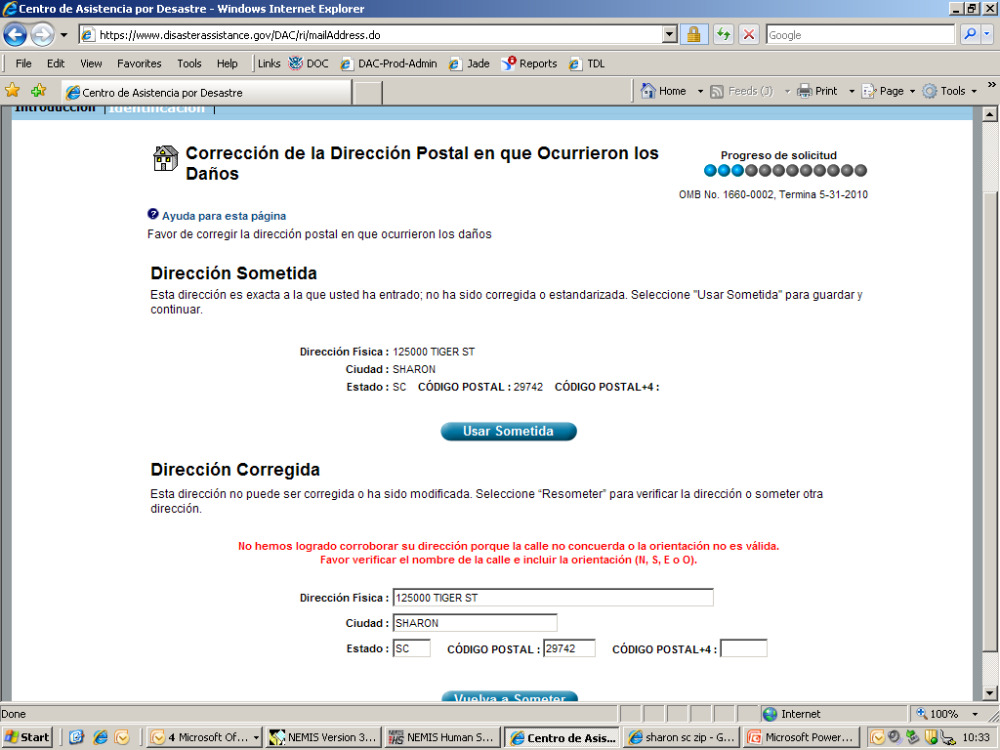 Centro de Asistencia por Desastre - Windows Internet Explorer
https://www.disasterassistance.gov/DAC/ri/mailAddress.do
Google
File Edit View Favorites Tools Help Links DOC DAC-Prod-Admin Jade Reports TDL
Centro de Asistencia por Desastre
Home Feeds (J) Print Page Tools »
Introducción | Identificación |
Corrección de la Dirección Postal en que Ocurrieron los
Daños
Progreso de solicitud
OMB No. 1660-0002, Termina 5-31-2010
? Ayuda para esta página
Favor de corregir la dirección postal en que ocurrieron los daños
Dirección Sometida
Esta dirección es exacta a la que usted ha entrado; no ha sido corregida o estandarizada. Seleccione "Usar Sometida" para guardar y
continuar.
Dirección Física : 125000 TIGER ST
Ciudad : SHARON
Estado : SC CÓDIGO POSTAL : 29742 CÓDIGO POSTAL+4 :
Usar Sometida
Dirección Corregida
Esta dirección no puede ser corregida o ha sido modificada. Seleccione “Resometer” para verificar la dirección o someter otra
dirección.
No hemos logrado corroborar su dirección porque la calle no concuerda o la orientación no es válida.
Favor verificar el nombre de la calle e incluir la orientación (N, S, E o O).
Dirección Física : 125000 TIGER ST
Ciudad : SHARON
Estado : SC CÓDIGO POSTAL : 29742 CÓDIGO POSTAL+4 :
Vuelva a Someter
Done Internet 100%
Start 4 Microsoft Of... NEMIS Version 3... NEMIS Human S... Centro de Asis... sharon sc zip - G... Microsoft Power... 10:33